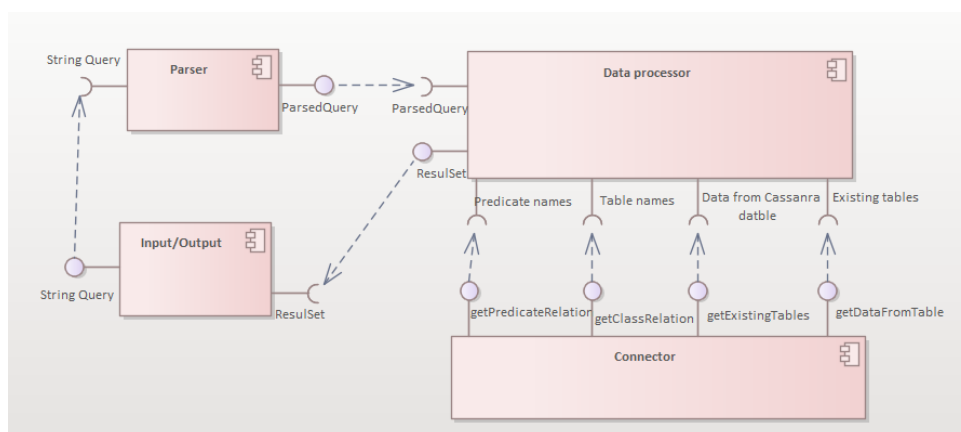 String Query
Parser
ParsedQuery
ParsedQuery
Data processor
ResulSet
Predicate names
Table names
Data from Cassanra
datble
Existing tables
Input/Output
String Query
ResulSet
getPredicateRelation
getClassRelation
getExistingTables
getDataFromTable
Connector